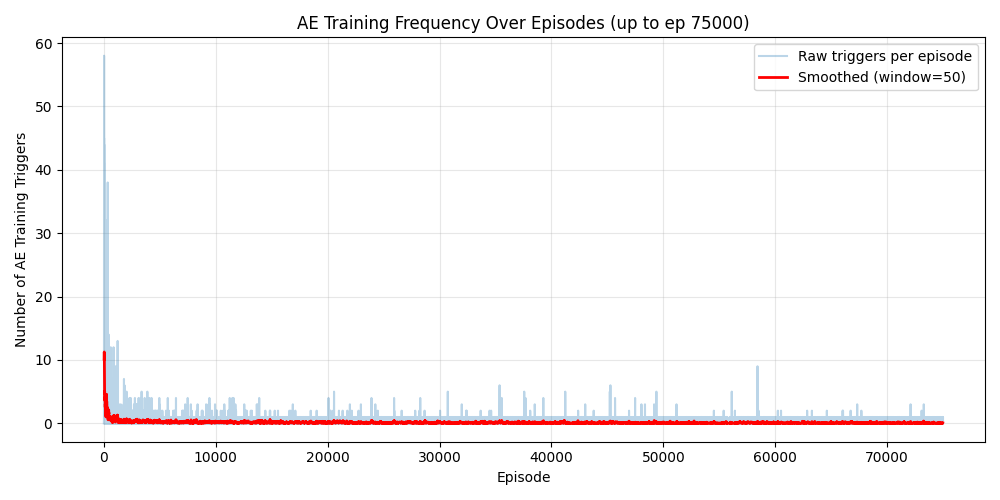 AE Training Frequency Over Episodes (up to ep 75000)
Raw triggers per episode
Smoothed (window=50)
Number of AE Training Triggers
60
50
40
30
20
10
0
0 10000 20000 30000 40000 50000 60000 70000
Episode